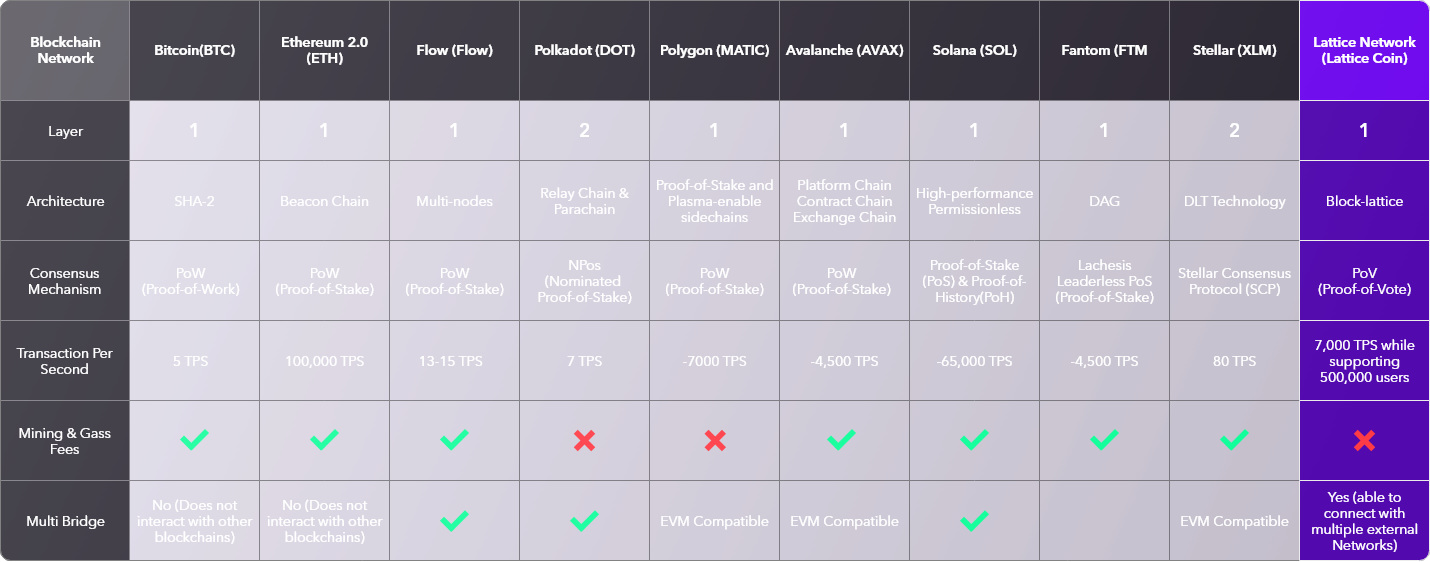 Blockchain
Network
Bitcoin(BTC)
Ethereum 2.0
(ETH)
Flow (Flow)
Polkadot (DOT)
Polygon (MATIC)
Avalanche (AVAX)
Solana (SOL)
Fantom (FTM
Stellar (XLM)
Lattice Network
(Lattice Coin)
Layer
1
1
1
2
1
1
1
1
2
1
Architecture
SHA-2
Beacon Chain
Multi-nodes
Relay Chain &
Parachain
Proof-of-Stake and
Plasma-enable
sidechains
Platform Chain
Contract Chain
Exchange Chain
High-performance
Permissionless
DAG
DLT Technology
Block-lattice
Consensus
Mechanism
PoW
(Proof-of-Work)
PoW
(Proof-of-Stake)
PoW
(Proof-of-Stake)
NPos
(Nominated
Proof-of-Stake)
PoW
(Proof-of-Stake)
PoW
(Proof-of-Stake)
Proof-of-Stake
(PoS) & Proof-of-
History(PoH)
Lachesis
Leaderless PoS
(Proof-of-Stake)
Stellar Consensus
Protocol (SCP)
PoV
(Proof-of-Vote)
Transaction Per
Second
5 TPS
100,000 TPS
13-15 TPS
7 TPS
-7000 TPS
-4,500 TPS
-65,000 TPS
-4,500 TPS
80 TPS
7,000 TPS while
supporting
500,000 users
Mining & Gass
Fees
Multi Bridge
No (Does not
interact with other
blockchains)
No (Does not
interact with other
blockchains)
EVM Compatible
EVM Compatible
EVM Compatible
Yes (able to
connect with
multiple external
Networks)